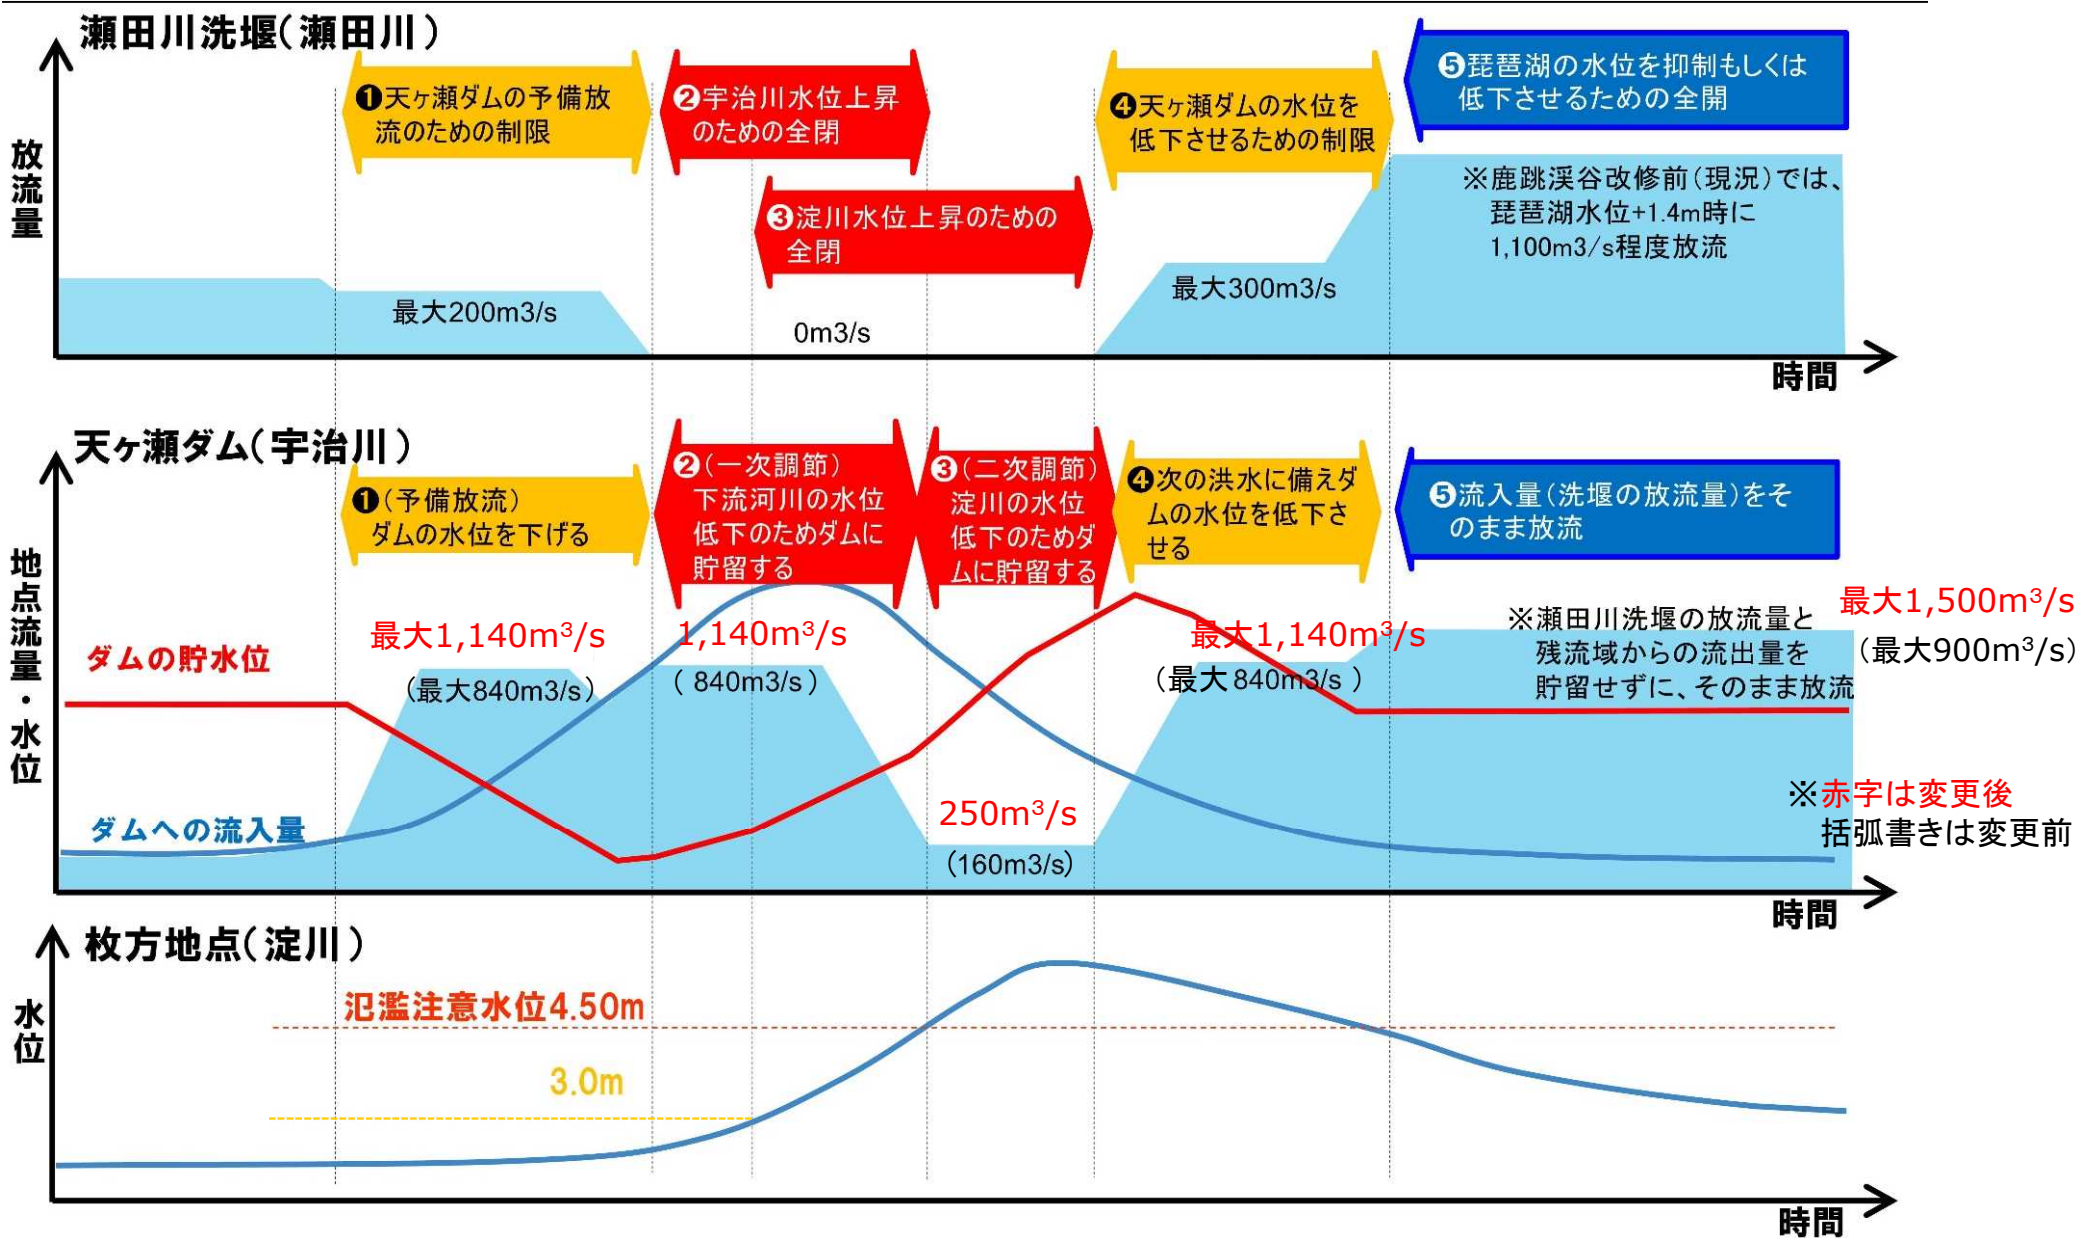 瀬田川洗堰(瀬田川)
放流量
❶天ヶ瀬ダムの予備放
流のための制限
❷宇治川水位上昇
のための全閉
❸淀川水位上昇のための
全閉
❹天ヶ瀬ダムの水位を
低下させるための制限
❺琵琶湖の水位を抑制もしくは
低下させるための全開
※鹿跳渓谷改修前(現況)では、
琵琶湖水位+1.4m時に
1,100m3/s程度放流
最大200m3/s
0m3/s
最大300m3/s
時間
天ヶ瀬ダム(宇治川)
地点流量・水位
❶(予備放流)
ダムの水位を下げる
❷(一次調節)
下流河川の水位
低下のためダムに
貯留する
❸(二次調節)
淀川の水位
低下のためダ
ムに貯留する
❹次の洪水に備えダ
ムの水位を低下さ
せる
❺流入量(洗堰の放流量)をそ
のまま放流
ダムの貯水位
ダムへの流入量
最大1,140m³/s
(最大840m3/s)
1,140m³/s
( 840m3/s)
250m³/s
(160m3/s)
最大1,140m³/s
(最大840m3/s )
※瀬田川洗堰の放流量と
残流域からの流出量を
貯留せずに、そのまま放流
最大1,500m³/s
(最大900m³/s)
※赤字は変更後
括弧書きは変更前
時間
枚方地点(淀川)
水位
氾濫注意水位4.50m
3.0m
時間